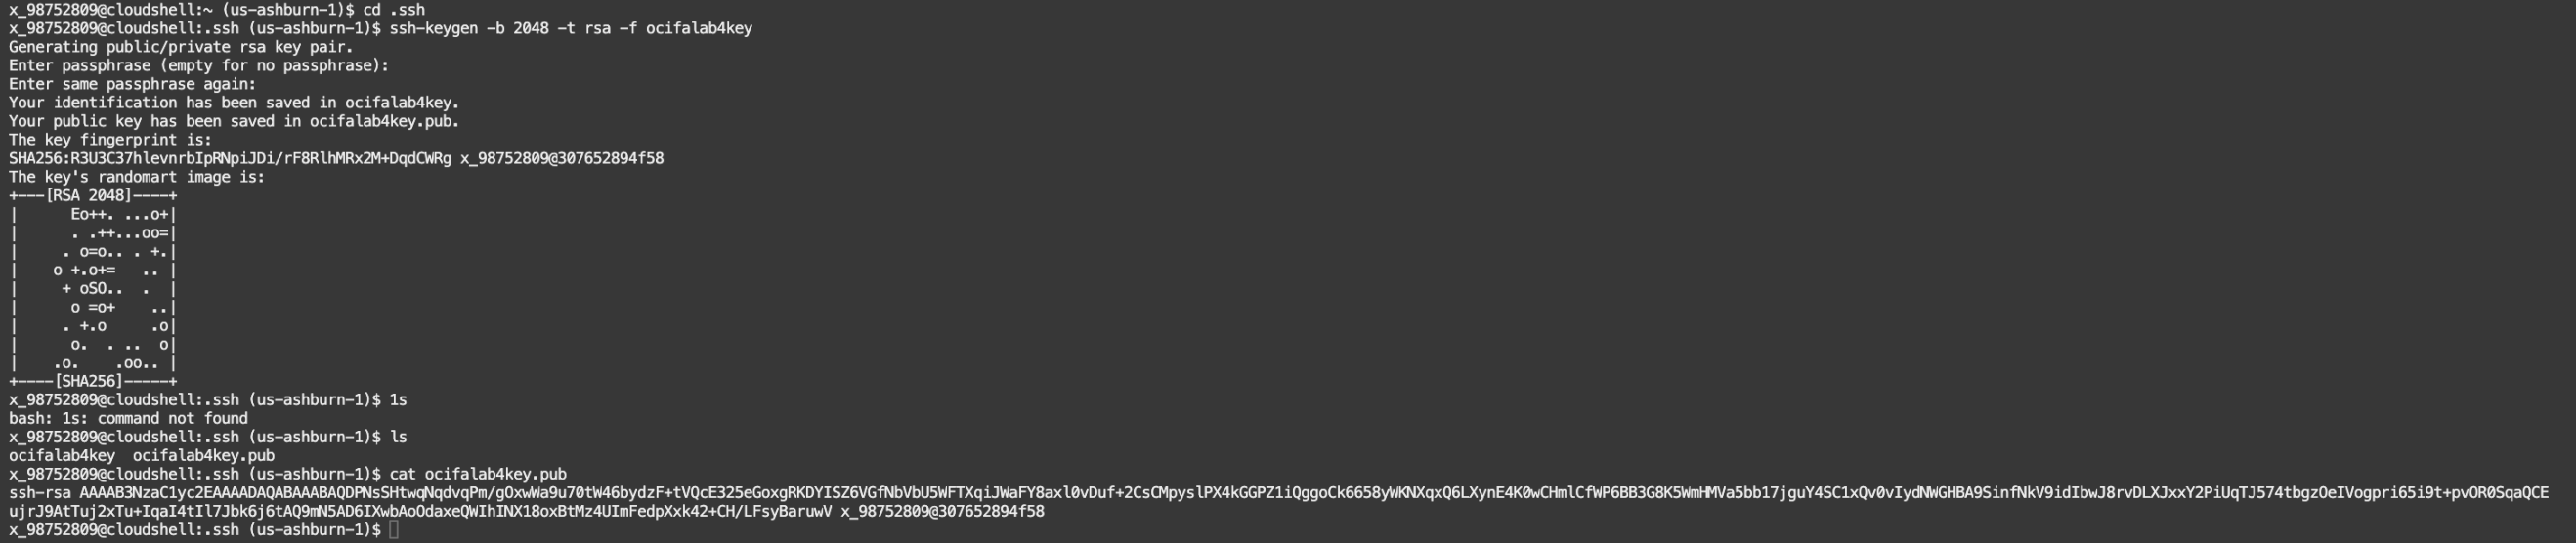 x_98752809@cloudshell:~ (us-ashburn-1)$ cd .ssh
x_98752809@cloudshell:.ssh (us-ashburn-1)$ ssh-keygen -b 2048 -t rsa -f ocifalab4key
Generating public/private rsa key pair.
Enter passphrase (empty for no passphrase):
Enter same passphrase again:
Your identification has been saved in ocifalab4key.
Your public key has been saved in ocifalab4key.pub.
The key fingerprint is:
SHA256:R3U3C37hlevnrbIpRNpiJDi/rF8RlhMRx2M+DqdCWRg x_98752809@307652894f58
The key's randomart image is:
+---[RSA 2048]----+
|      Eo++. ...o+|
|      . .++...oo=|
|     . o=o.. . +.|
|    o +.o+=   .. |
|     + oSO..  .  |
|      o =o+    ..|
|     . +.o     .o|
|      o.  . ..  o|
|    .o.    .oo.. |
+----[SHA256]-----+
x_98752809@cloudshell:.ssh (us-ashburn-1)$ 1s
bash: 1s: command not found
x_98752809@cloudshell:.ssh (us-ashburn-1)$ ls
ocifalab4key  ocifalab4key.pub
x_98752809@cloudshell:.ssh (us-ashburn-1)$ cat ocifalab4key.pub
ssh-rsa AAAAB3NzaC1yc2EAAAADAQABAAABAQDPNsSHtwqNqdvqPm/gOxwWa9u70tW46bydzF+tVQcE325eGoxgRKDYISZ6VGfNbVbU5WFTXqiJWaFY8axl0vDuf+2CsCMpyslPX4kGGPZ1iQggoCk6658yWKNXqxQ6LXynE4K0wCHmlCfWP6BB3G8K5WmHMVa5bb17jguY4SC1xQv0vIydNWGHBA9SinfNkV9idIbwJ8rvDLXJxxY2PiUqTJ574tbgzOeIVogpri65i9t+pvOR0SqaQCE
ujrJ9AtTuj2xTu+IqaI4tIl7Jbk6j6tAQ9mN5AD6IXwbAoOdaxeQWIhINX18oxBtMz4UImFedpXxk42+CH/LFsyBaruwV x_98752809@307652894f58
x_98752809@cloudshell:.ssh (us-ashburn-1)$